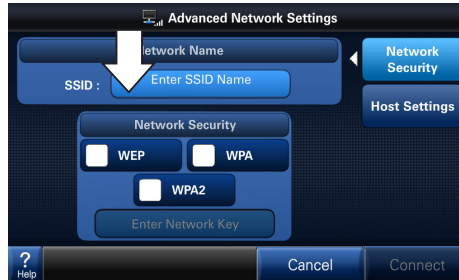 Advanced Network Settings
Network Name
SSID :
Enter SSID Name
Network
Security
Host Settings
Network Security
WEP
WPA
WPA2
Enter Network Key
?
Help
Cancel
Connect